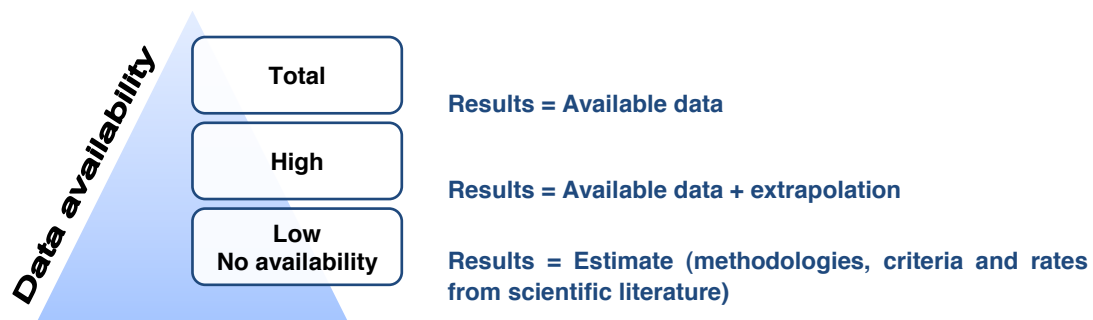 Data availability
Total
Results = Available data
High
Results = Available data + extrapolation
Low
No availability
Results = Estimate (methodologies, criteria and rates
from scientific literature)